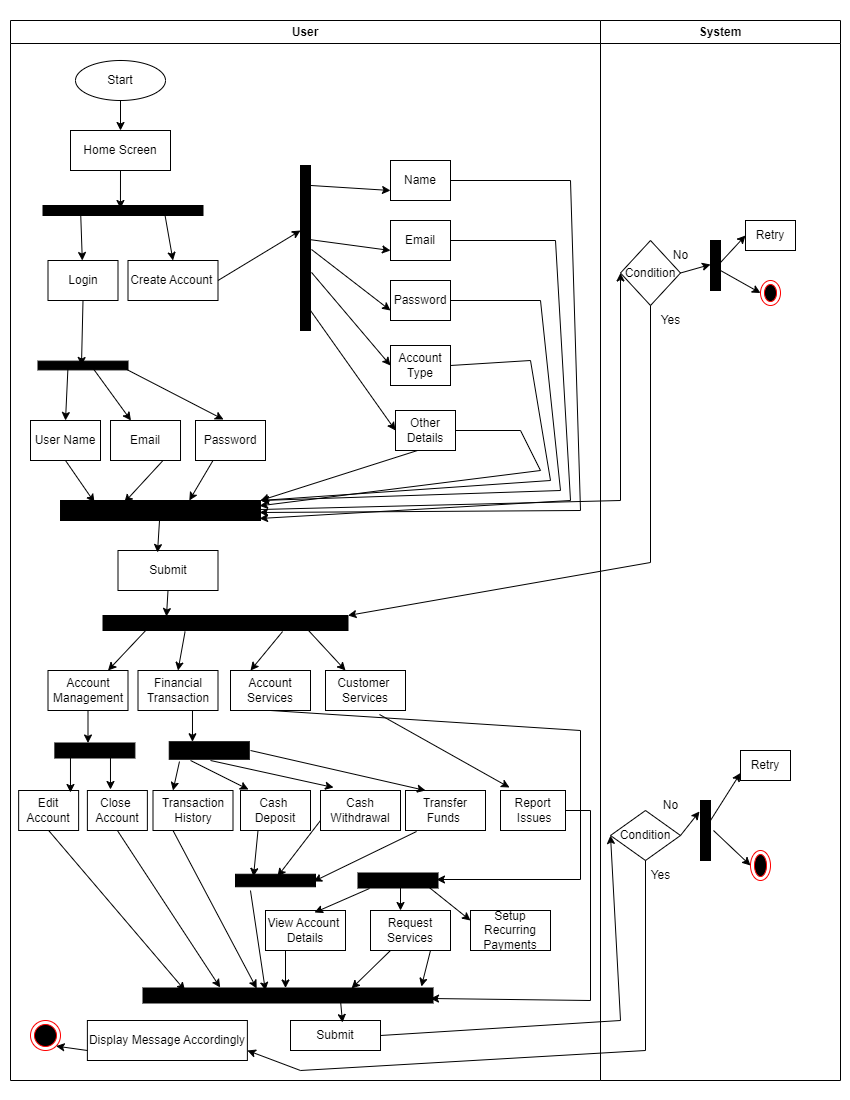 User
System
Start
Home Screen
Name
Email
Retry
No
Condition
Login
Create Account
Password
Yes
Account
Type
Other
Details
User Name
Email
Password
Submit
Account
Management
Financial
Transaction
Account
Services
Customer
Services
Retry
Edit
Account
Close
Account
Transaction
History
Cash
Deposit
Cash
Withdrawal
Transfer
Funds
Report
Issues
No
Condition
Yes
View Account
Details
Request
Services
Setup
Recurring
Payments
Submit
Display Message Accordingly